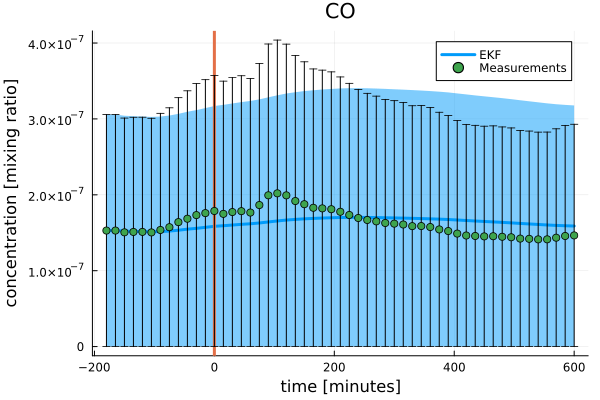 CO
concentration [mixing ratio]
4.0×10⁻⁷
3.0×10⁻⁷
2.0×10⁻⁷
1.0×10⁻⁷
0
EKF
Measurements
−200 0 200 400 600
time [minutes]